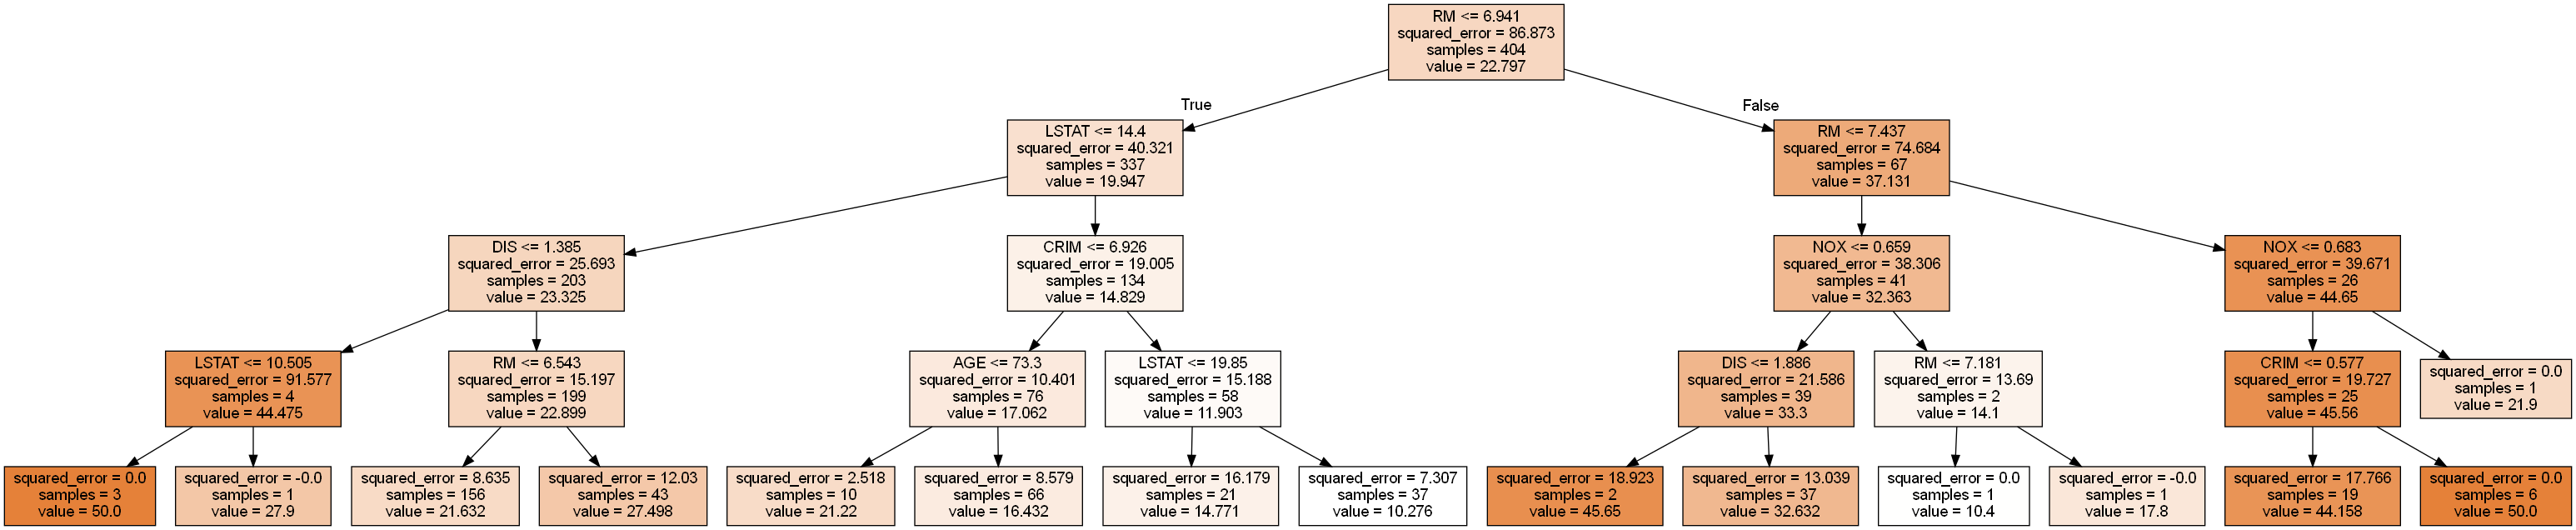 RM <= 6.941
squared_error = 86.873
samples = 404
value = 22.797
True
False
LSTAT <= 14.4
squared_error = 40.321
samples = 337
value = 19.947
RM <= 7.437
squared_error = 74.684
samples = 67
value = 37.131
DIS <= 1.385
squared_error = 25.693
samples = 203
value = 23.325
CRIM <= 6.926
squared_error = 19.005
samples = 134
value = 14.829
NOX <= 0.659
squared_error = 38.306
samples = 41
value = 32.363
NOX <= 0.683
squared_error = 39.671
samples = 26
value = 44.65
LSTAT <= 10.505
squared_error = 91.577
samples = 4
value = 44.475
RM <= 6.543
squared_error = 15.197
samples = 199
value = 22.899
AGE <= 73.3
squared_error = 10.401
samples = 76
value = 17.062
LSTAT <= 19.85
squared_error = 15.188
samples = 58
value = 11.903
DIS <= 1.886
squared_error = 21.586
samples = 39
value = 33.3
RM <= 7.181
squared_error = 13.69
samples = 2
value = 14.1
CRIM <= 0.577
squared_error = 19.727
samples = 25
value = 45.56
squared_error = 0.0
samples = 1
value = 21.9
squared_error = 0.0
samples = 3
value = 50.0
squared_error = -0.0
samples = 1
value = 27.9
squared_error = 8.635
samples = 156
value = 21.632
squared_error = 12.03
samples = 43
value = 27.498
squared_error = 2.518
samples = 10
value = 21.22
squared_error = 8.579
samples = 66
value = 16.432
squared_error = 16.179
samples = 21
value = 14.771
squared_error = 7.307
samples = 37
value = 10.276
squared_error = 18.923
samples = 2
value = 45.65
squared_error = 13.039
samples = 37
value = 32.632
squared_error = 0.0
samples = 1
value = 10.4
squared_error = -0.0
samples = 1
value = 17.8
squared_error = 17.766
samples = 19
value = 44.158
squared_error = 0.0
samples = 6
value = 50.0